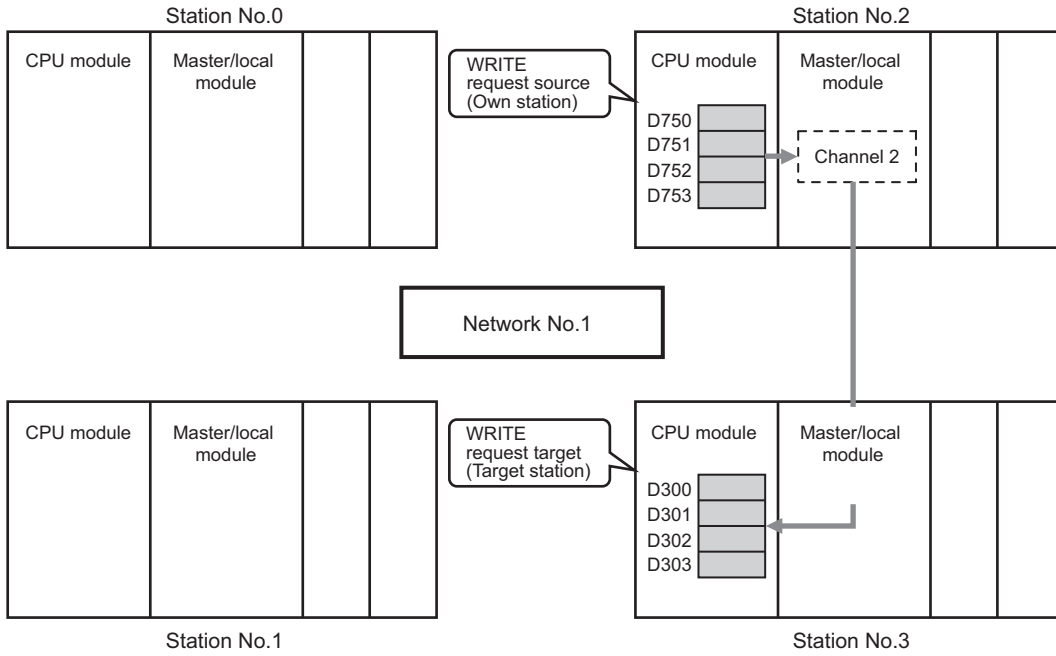 Station No.0
CPU module
Master/local
module
Station No.2
WRITE
request source
(Own station)
CPU module
Master/local
module
D750
D751
D752
D753
Channel 2
Network No.1
CPU module
Master/local
module
Station No.1
WRITE
request target
(Target station)
CPU module
Master/local
module
D300
D301
D302
D303
Station No.3